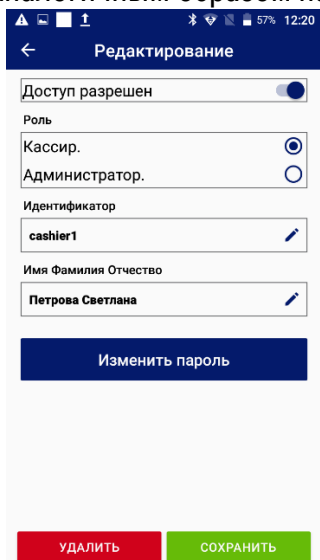 57% 12:20
Редактирование
Доступ разрешен
Роль
Кассир.
Администратор.
Идентификатор
cashier1
Имя Фамилия Отчество
Петрова Светлана
Изменить пароль
УДАЛИТЬ
СОХРАНИТЬ